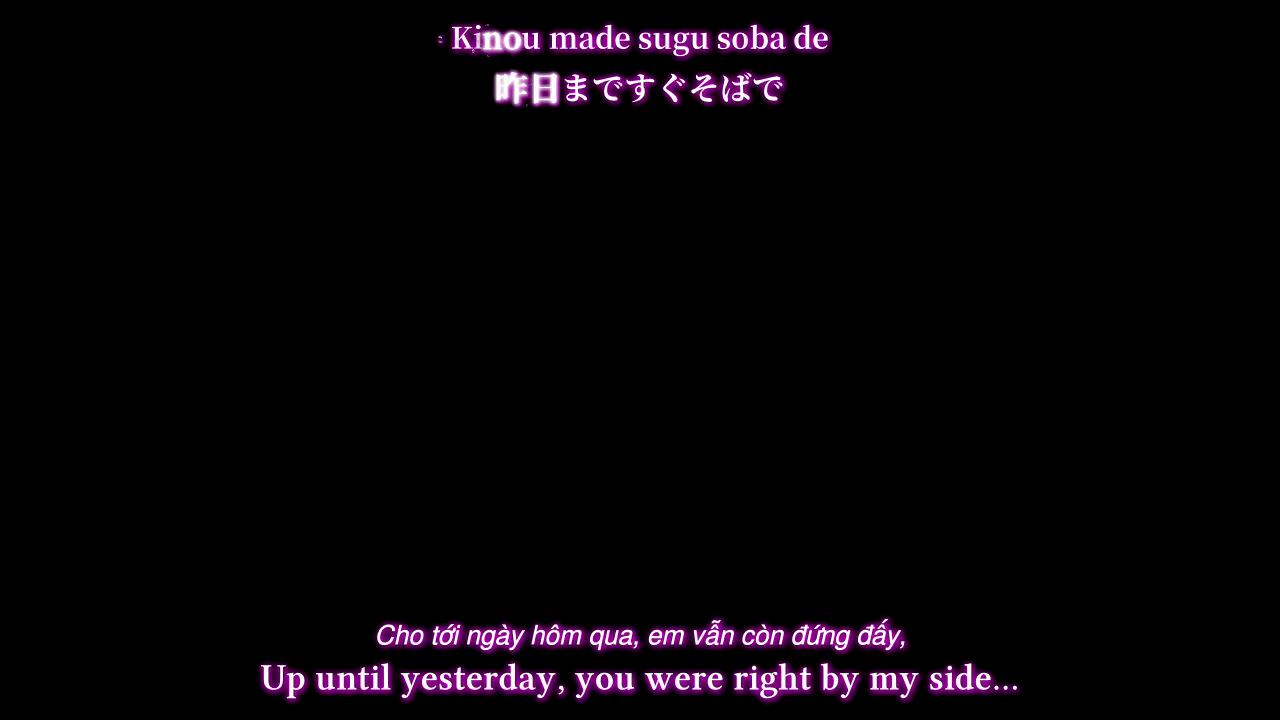 Kinou made sugu soba de
昨日まですぐそばで
Cho tới ngày hôm qua, em vẫn còn đứng đấy,
Up until yesterday, you were right by my side...